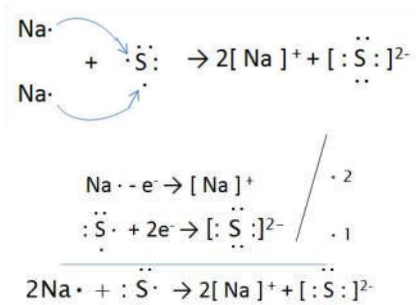 Na·
+ ·S̈: → 2[ Na ]⁺ + [ :S̤̈: ]²⁻
Na·
Na · - e⁻ → [ Na ]⁺ · 2
:S̈· + 2e⁻ → [:S̤̈:]²⁻ · 1
2Na· + :S̈· → 2[ Na ]⁺ + [ :S̈: ]²⁻